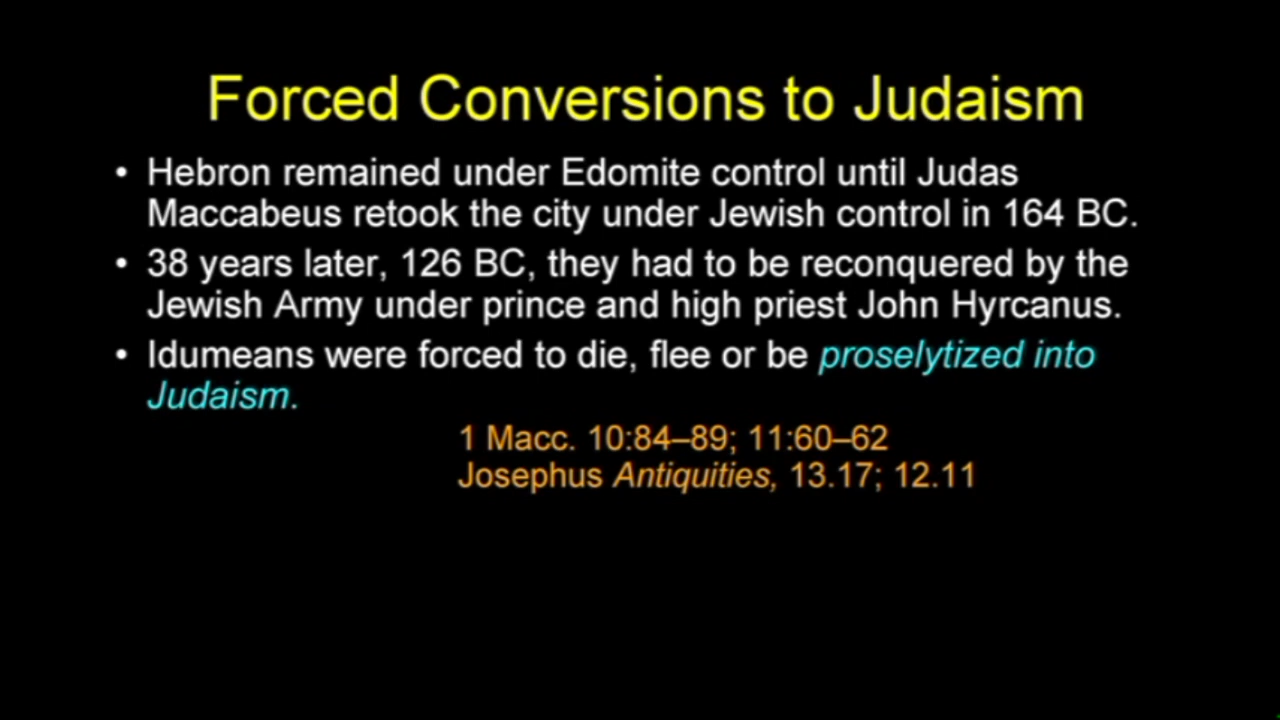 Forced Conversions to Judaism
• Hebron remained under Edomite control until Judas
Maccabeus retook the city under Jewish control in 164 BC.
• 38 years later, 126 BC, they had to be reconquered by the
Jewish Army under prince and high priest John Hyrcanus.
• Idumeans were forced to die, flee or be proselytized into
Judaism.
1 Macc. 10:84–89; 11:60–62
Josephus Antiquities, 13.17; 12.11